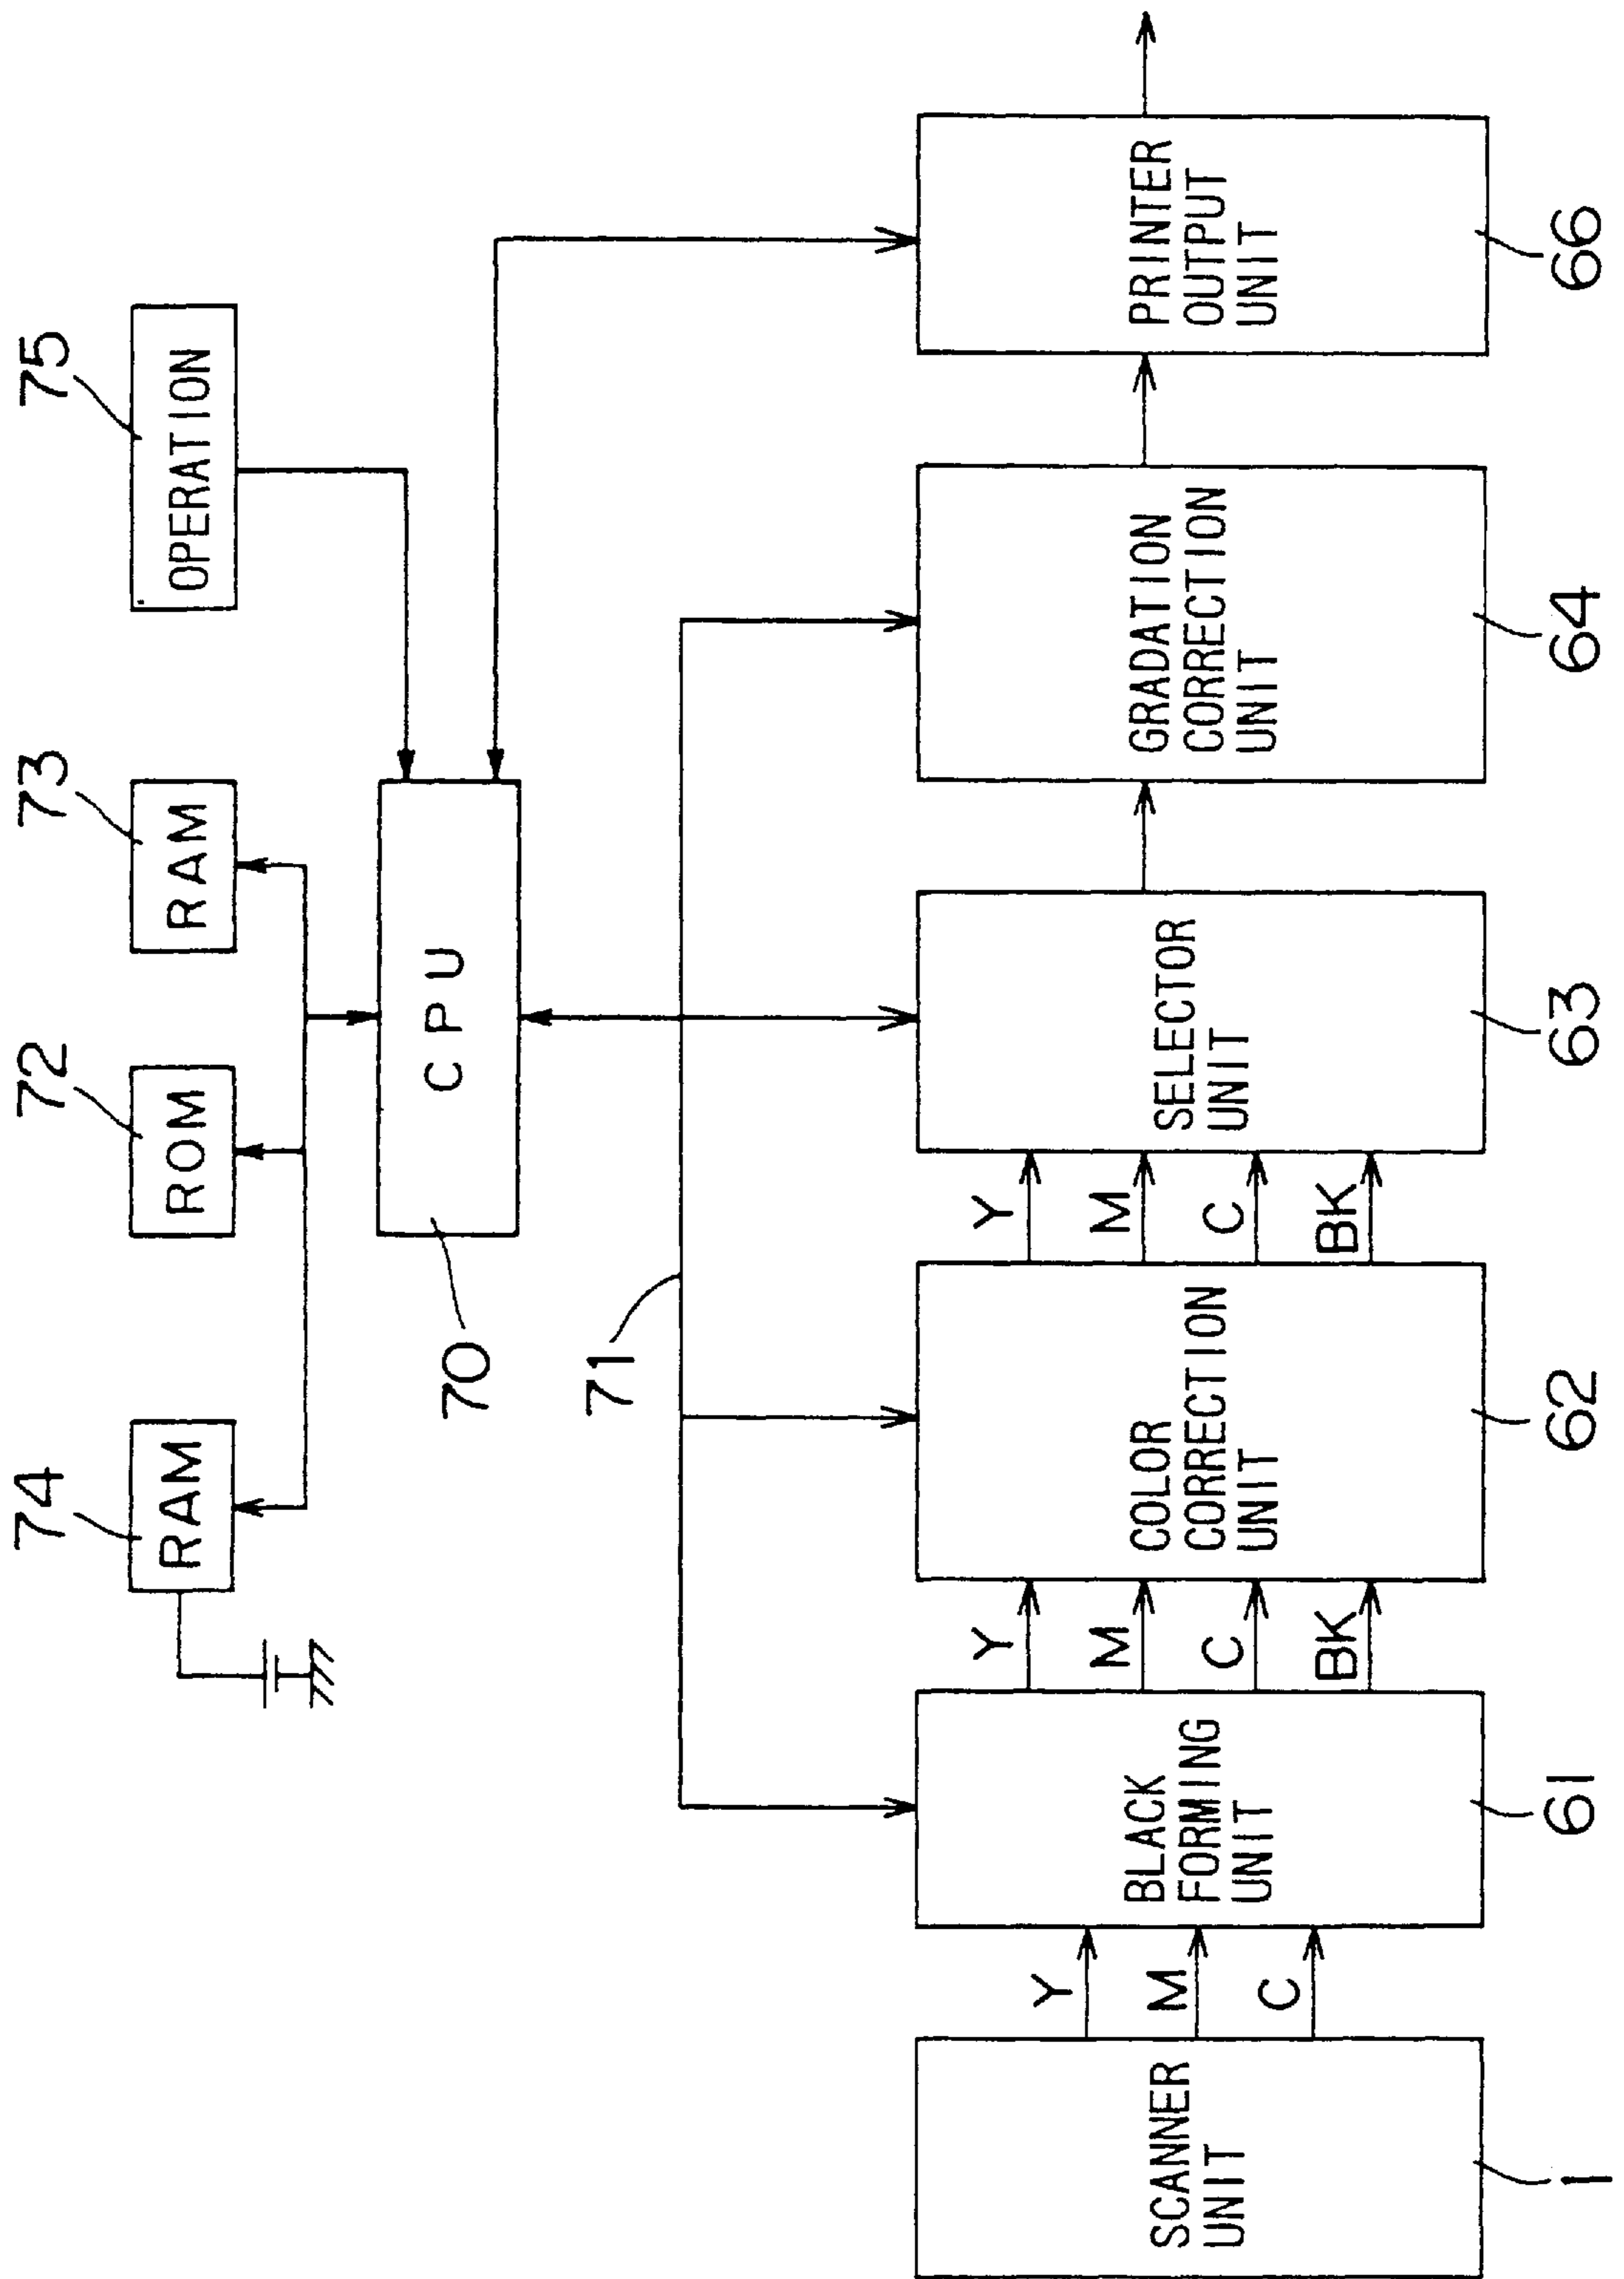 74
72
73
75
RAM
ROM
RAM
OPERATION
CPU
70
71
SCANNER
UNIT
Y
M
C
BLACK
FORMING
UNIT
Y
M
C
BK
COLOR
CORRECTION
UNIT
Y
M
C
BK
SELECTOR
UNIT
GRADATION
CORRECTION
UNIT
PRINTER
OUTPUT
UNIT
1
61
62
63
64
66